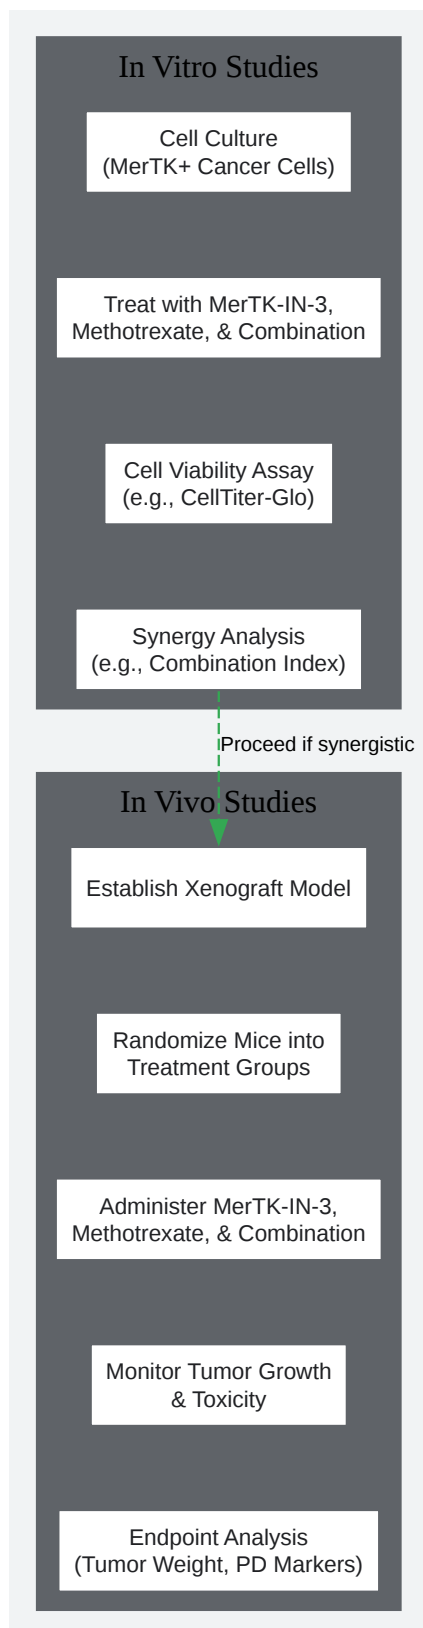 In Vitro Studies
Cell Culture
(MerTK+ Cancer Cells)
Treat with MerTK-IN-3,
Methotrexate, & Combination
Cell Viability Assay
(e.g., CellTiter-Glo)
Synergy Analysis
(e.g., Combination Index)
Proceed if synergistic
In Vivo Studies
Establish Xenograft Model
Randomize Mice into
Treatment Groups
Administer MerTK-IN-3,
Methotrexate, & Combination
Monitor Tumor Growth
& Toxicity
Endpoint Analysis
(Tumor Weight, PD Markers)